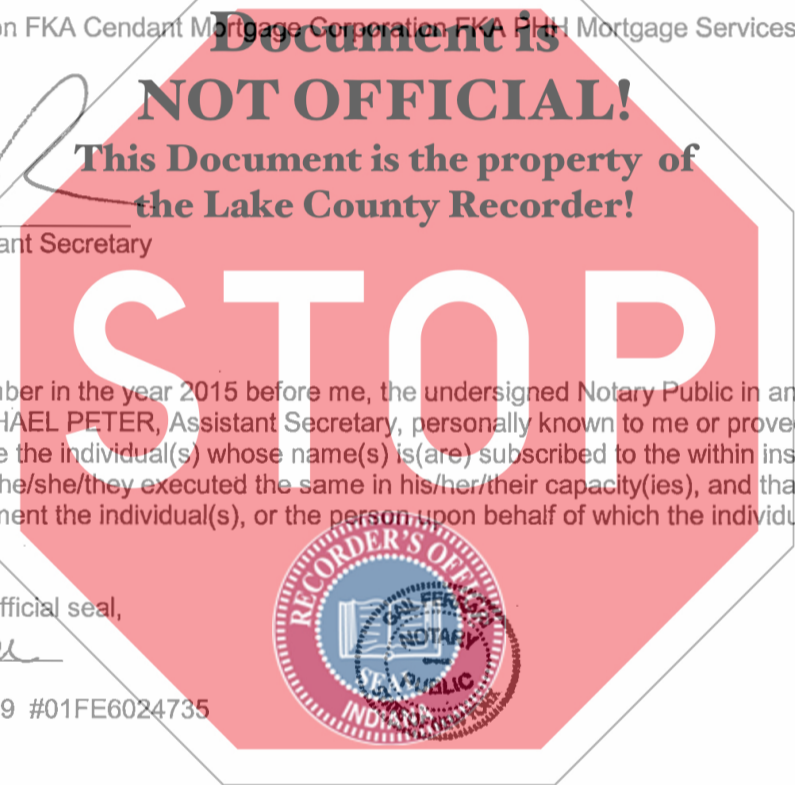 on FKA Cendant Mortgage Corporation FKA PHH Mortgage Services
Document is
NOT OFFICIAL!
This Document is the property of
the Lake County Recorder!
ant Secretary
STOP
ber in the year 2015 before me, the undersigned Notary Public in an
HAEL PETER, Assistant Secretary, personally known to me or prove
e the individual(s) whose name(s) is(are) subscribed to the within ins
he/she/they executed the same in his/her/their capacity(ies), and tha
ment the individual(s), or the person upon behalf of which the individu
RECORDER'S OFFICE
SEAL
INDIANA
NOTARY
PUBLIC
fficial seal,
9 #01FE6024735